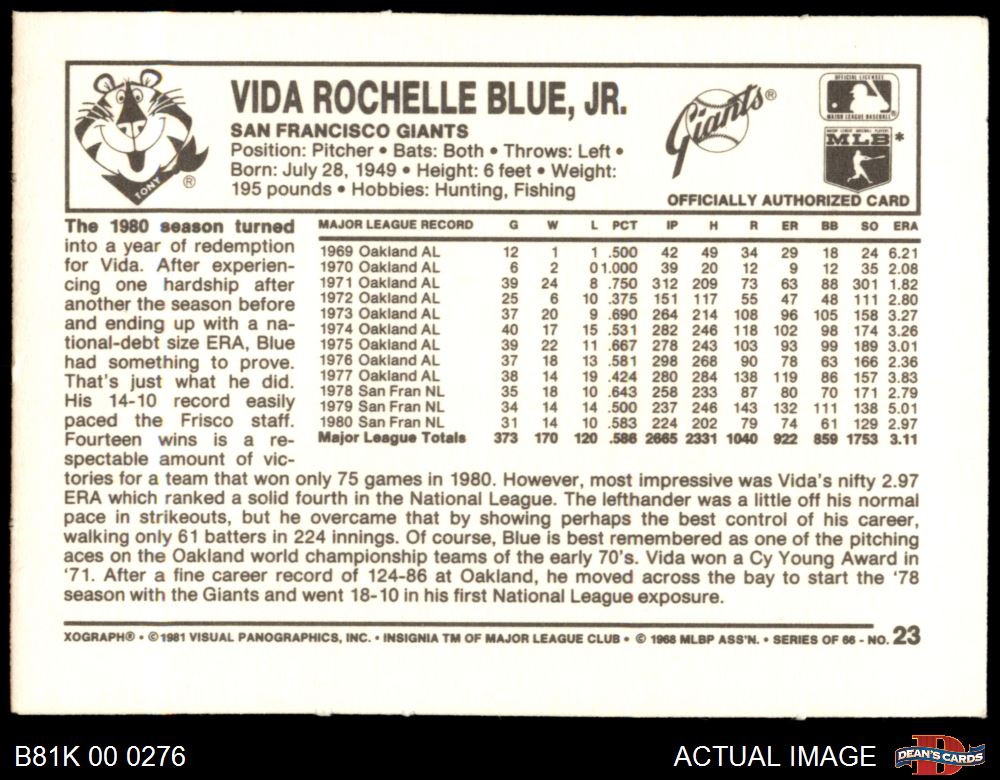 TONY
®
VIDA ROCHELLE BLUE, JR.
SAN FRANCISCO GIANTS
Position: Pitcher • Bats: Both • Throws: Left •
Born: July 28, 1949 • Height: 6 feet • Weight:
195 pounds • Hobbies: Hunting, Fishing
Giants®
OFFICIAL LICENSEE
MAJOR LEAGUE BASEBALL®
MAJOR LEAGUE BASEBALL PLAYERS
MLB*
OFFICIALLY AUTHORIZED CARD
The 1980 season turned
into a year of redemption
for Vida. After experien-
cing one hardship after
another the season before
and ending up with a na-
tional-debt size ERA, Blue
had something to prove.
That's just what he did.
His 14-10 record easily
paced the Frisco staff.
Fourteen wins is a re-
spectable amount of vic-
MAJOR LEAGUE RECORD G W L PCT IP H R ER BB SO ERA
1969 Oakland AL 12 1 1 .500 42 49 34 29 18 24 6.21
1970 Oakland AL 6 2 0 1.000 39 20 12 9 12 35 2.08
1971 Oakland AL 39 24 8 .750 312 209 73 63 88 301 1.82
1972 Oakland AL 25 6 10 .375 151 117 55 47 48 111 2.80
1973 Oakland AL 37 20 9 .690 264 214 108 96 105 158 3.27
1974 Oakland AL 40 17 15 .531 282 246 118 102 98 174 3.26
1975 Oakland AL 39 22 11 .667 278 243 103 93 99 189 3.01
1976 Oakland AL 37 18 13 .581 298 268 90 78 63 166 2.36
1977 Oakland AL 38 14 19 .424 280 284 138 119 86 157 3.83
1978 San Fran NL 35 18 10 .643 258 233 87 80 70 171 2.79
1979 San Fran NL 34 14 14 .500 237 246 143 132 111 138 5.01
1980 San Fran NL 31 14 10 .583 224 202 79 74 61 129 2.97
Major League Totals 373 170 120 .586 2665 2331 1040 922 859 1753 3.11
tories for a team that won only 75 games in 1980. However, most impressive was Vida's nifty 2.97
ERA which ranked a solid fourth in the National League. The lefthander was a little off his normal
pace in strikeouts, but he overcame that by showing perhaps the best control of his career,
walking only 61 batters in 224 innings. Of course, Blue is best remembered as one of the pitching
aces on the Oakland world championship teams of the early 70's. Vida won a Cy Young Award in
'71. After a fine career record of 124-86 at Oakland, he moved across the bay to start the '78
season with the Giants and went 18-10 in his first National League exposure.
XOGRAPH® • ©1981 VISUAL PANOGRAPHICS, INC. • INSIGNIA TM OF MAJOR LEAGUE CLUB • © 1968 MLBP ASS'N. • SERIES OF 66 - NO. 23
B81K 00 0276
ACTUAL IMAGE
DEAN'S CARDS